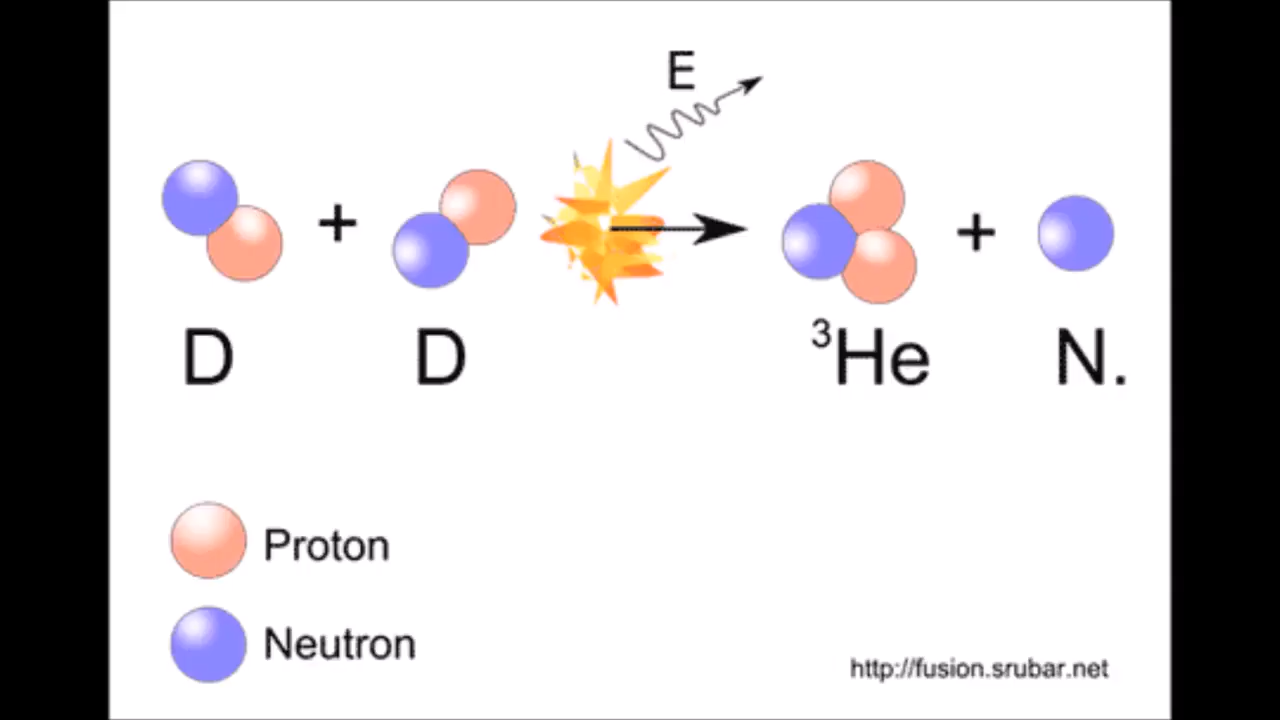 E
+
+
D
D
³He
N.
Proton
Neutron
http://fusion.srubar.net